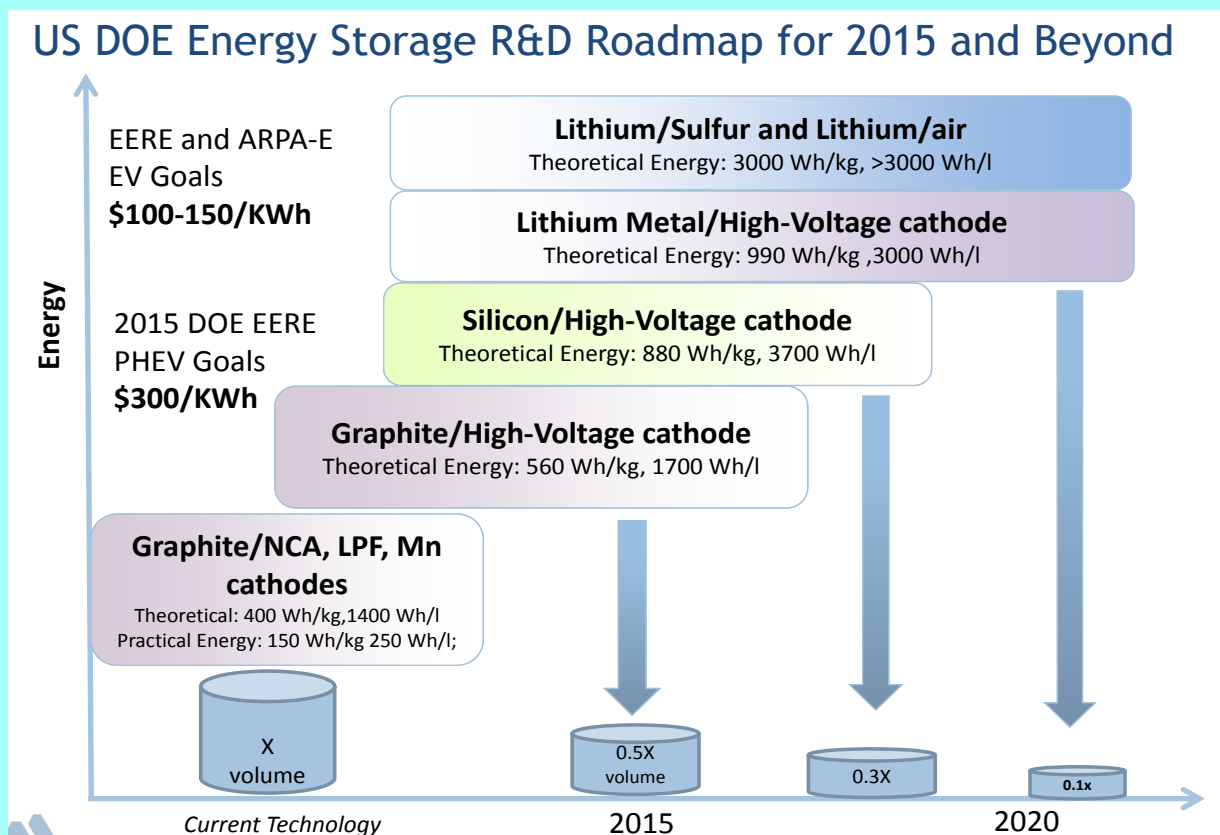 US DOE Energy Storage R&D Roadmap for 2015 and Beyond
EERE and ARPA-E
EV Goals
$100-150/KWh
Lithium/Sulfur and Lithium/air
Theoretical Energy: 3000 Wh/kg, >3000 Wh/l
Lithium Metal/High-Voltage cathode
Theoretical Energy: 990 Wh/kg ,3000 Wh/l
Energy
2015 DOE EERE
PHEV Goals
$300/KWh
Silicon/High-Voltage cathode
Theoretical Energy: 880 Wh/kg, 3700 Wh/l
Graphite/High-Voltage cathode
Theoretical Energy: 560 Wh/kg, 1700 Wh/l
Graphite/NCA, LPF, Mn
cathodes
Theoretical: 400 Wh/kg,1400 Wh/l
Practical Energy: 150 Wh/kg 250 Wh/l;
X
volume
0.5X
volume
0.3X
0.1x
Current Technology
2015
2020